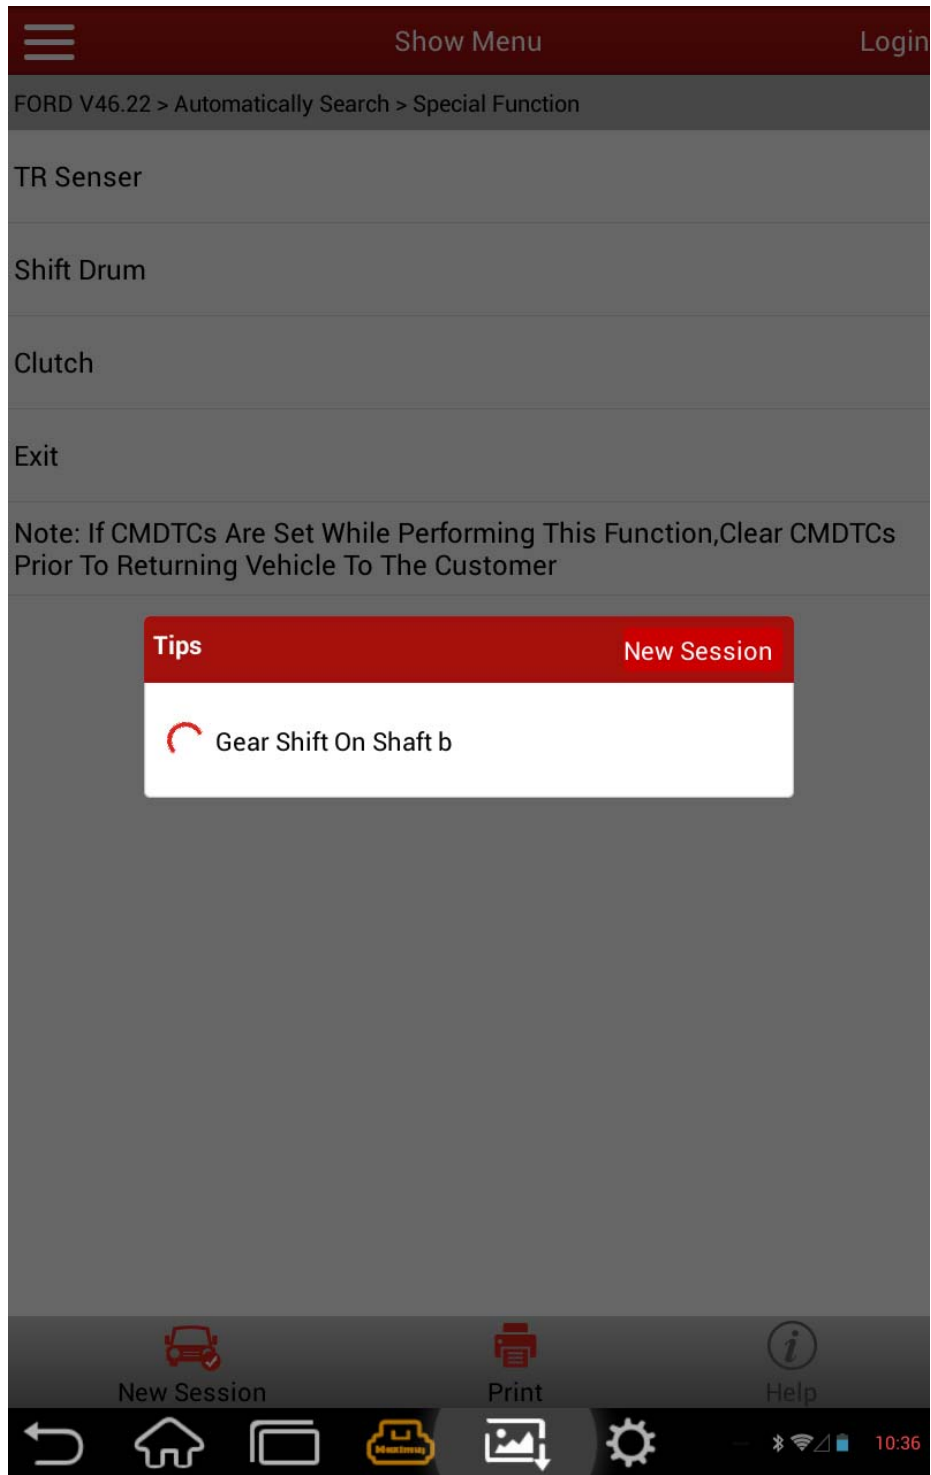 Show Menu
Login
FORD V46.22 > Automatically Search > Special Function
TR Senser
Shift Drum
Clutch
Exit
Note: If CMDTCs Are Set While Performing This Function,Clear CMDTCs
Prior To Returning Vehicle To The Customer
Tips
New Session
Gear Shift On Shaft b
New Session
Print
Help
Maximus
10:36